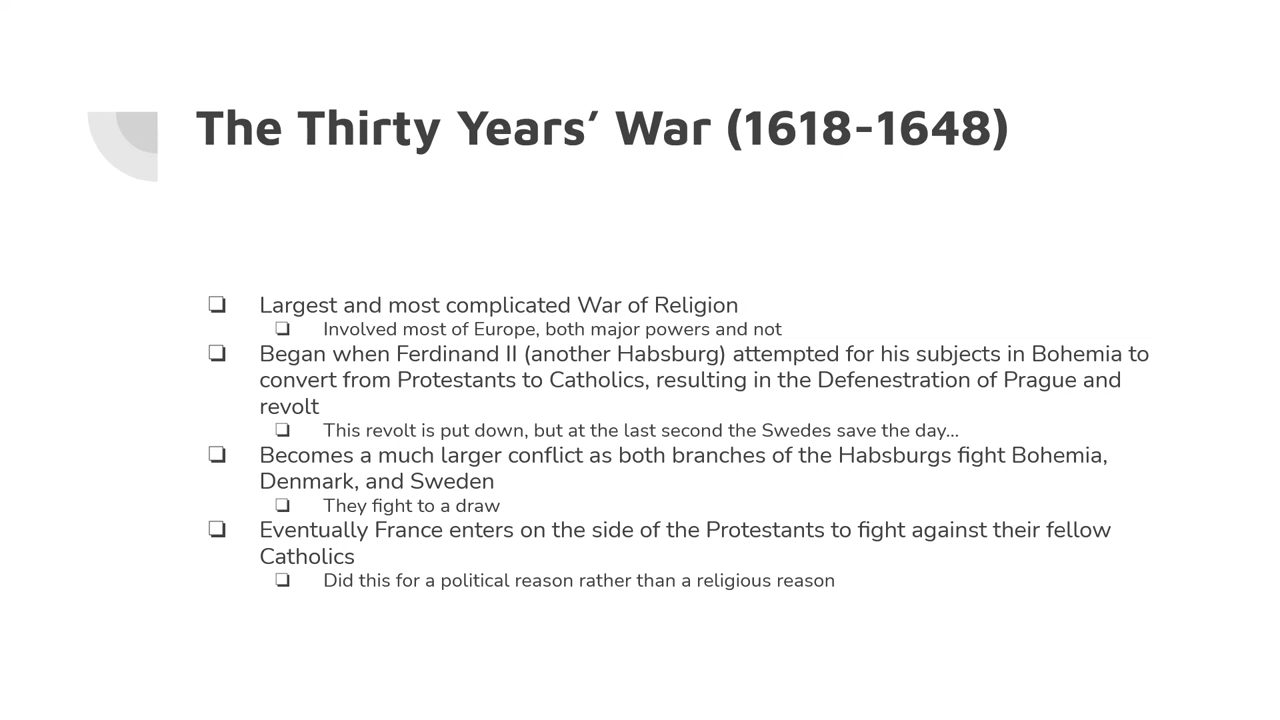 The Thirty Years’ War (1618-1648)
❏ Largest and most complicated War of Religion
❏ Involved most of Europe, both major powers and not
❏ Began when Ferdinand II (another Habsburg) attempted for his subjects in Bohemia to
convert from Protestants to Catholics, resulting in the Defenestration of Prague and
revolt
❏ This revolt is put down, but at the last second the Swedes save the day…
❏ Becomes a much larger conflict as both branches of the Habsburgs fight Bohemia,
Denmark, and Sweden
❏ They fight to a draw
❏ Eventually France enters on the side of the Protestants to fight against their fellow
Catholics
❏ Did this for a political reason rather than a religious reason